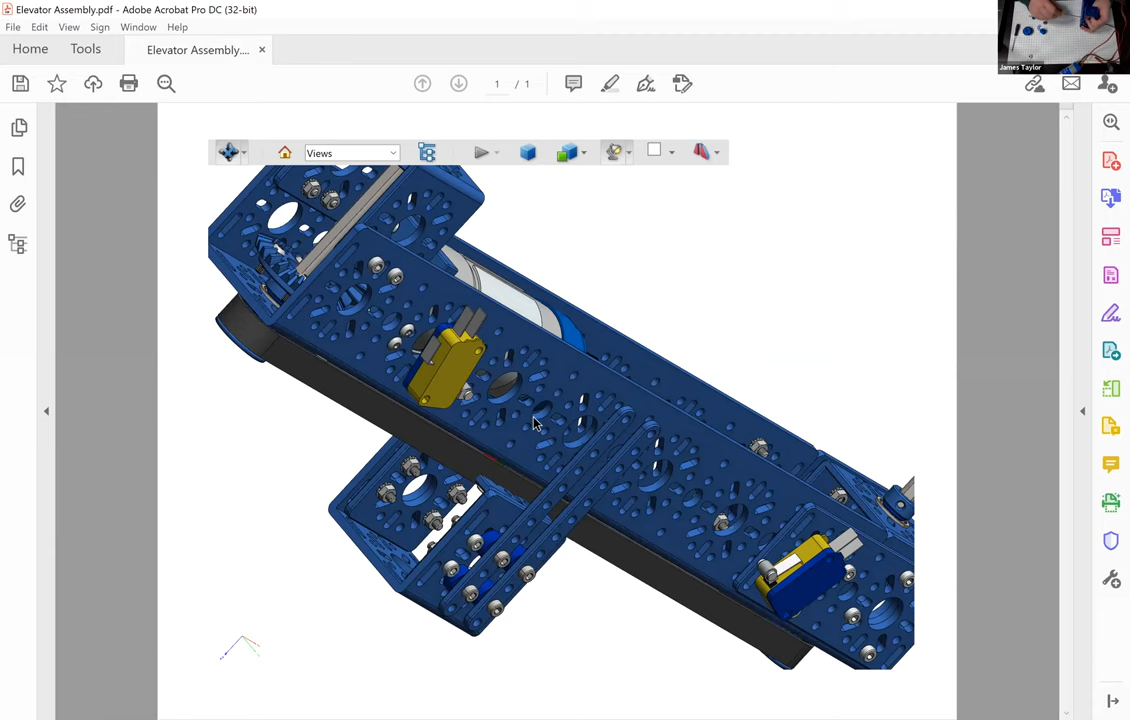 Elevator Assembly.pdf - Adobe Acrobat Pro DC (32-bit)
File Edit View Sign Window Help
Home Tools Elevator Assembly.... ×
1 / 1
James Taylor
Views